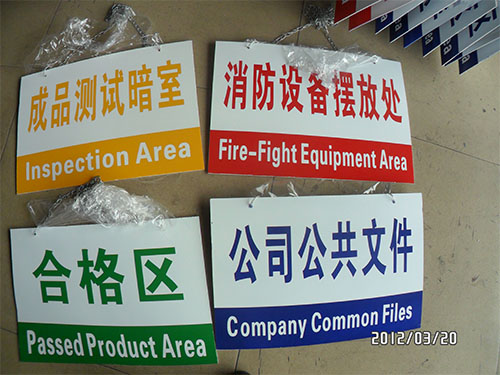 成品测试暗室
Inspection Area
消防设备摆放处
Fire-Fight Equipment Area
合格区
Passed Product Area
公司公共文件
Company Common Files
2012/03/20